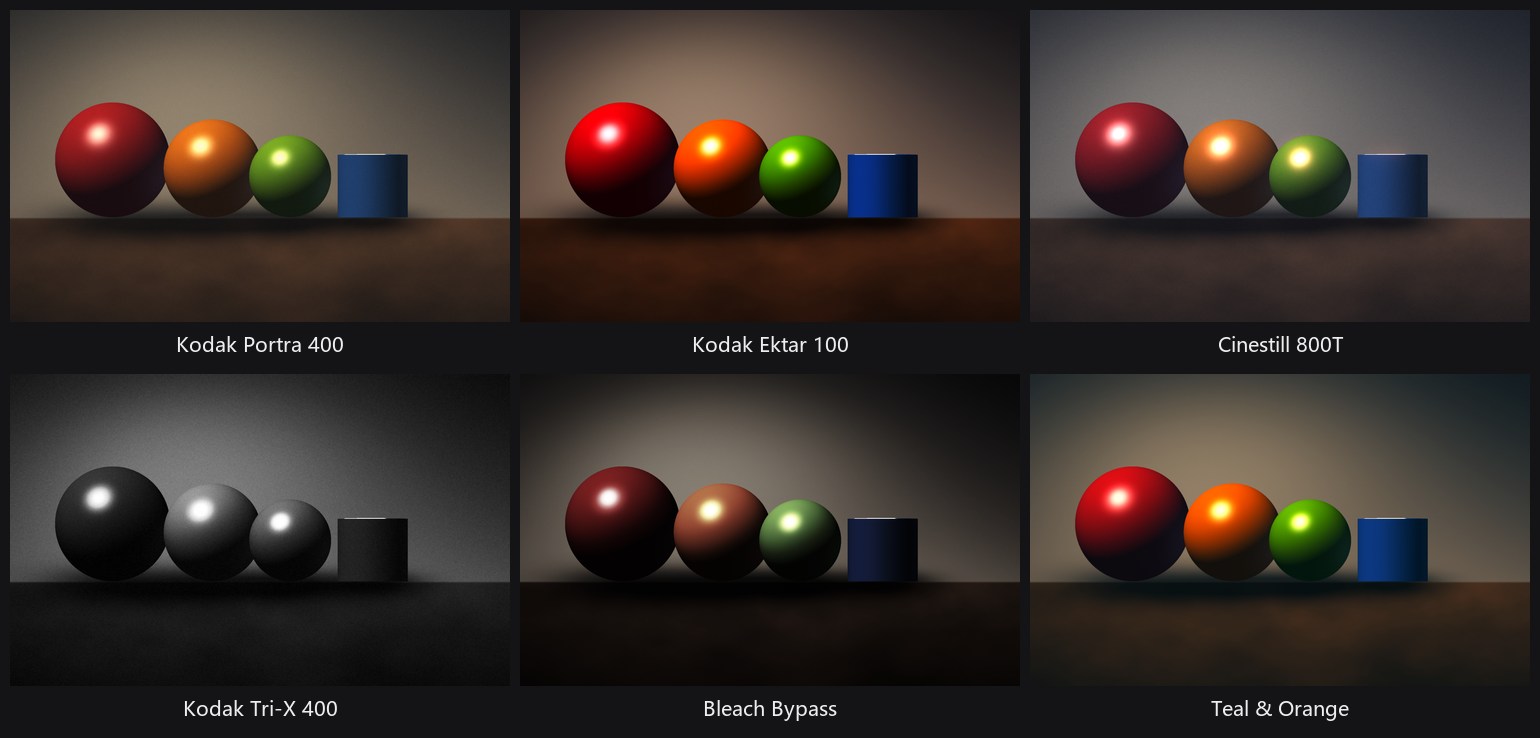 Kodak Portra 400
Kodak Ektar 100
Cinestill 800T
Kodak Tri-X 400
Bleach Bypass
Teal & Orange